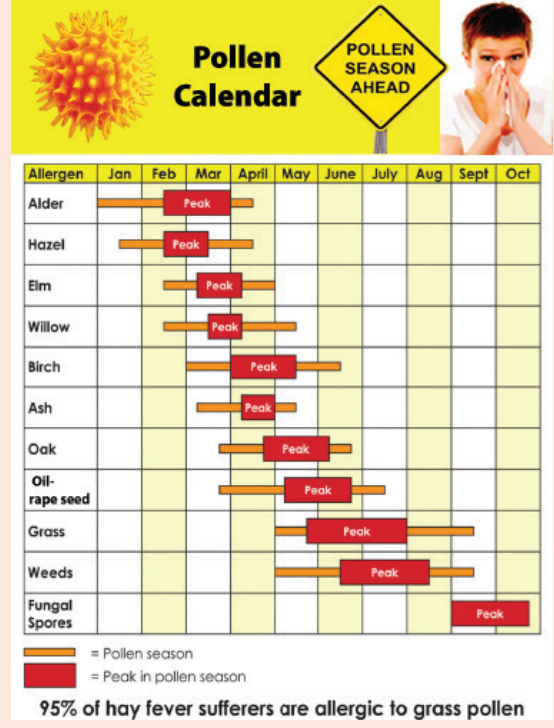 Pollen
Calendar
POLLEN
SEASON
AHEAD
Allergen Jan Feb Mar April May June July Aug Sept Oct
Alder Peak
Hazel Peak
Elm Peak
Willow Peak
Birch Peak
Ash Peak
Oak Peak
Oil-
rape seed Peak
Grass Peak
Weeds Peak
Fungal
Spores Peak
= Pollen season
= Peak in pollen season
95% of hay fever sufferers are allergic to grass pollen